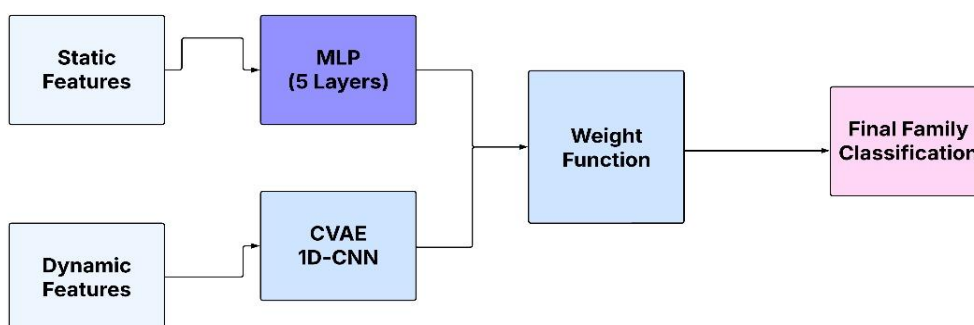 Static
Features
MLP
(5 Layers)
Weight
Function
Final Family
Classification
Dynamic
Features
CVAE
1D-CNN